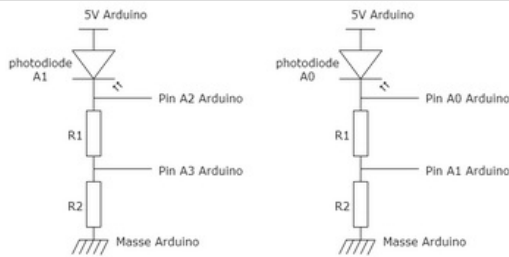 5V Arduino
photodiode
A1
Pin A2 Arduino
R1
Pin A3 Arduino
R2
Masse Arduino
5V Arduino
photodiode
A0
Pin A0 Arduino
R1
Pin A1 Arduino
R2
Masse Arduino